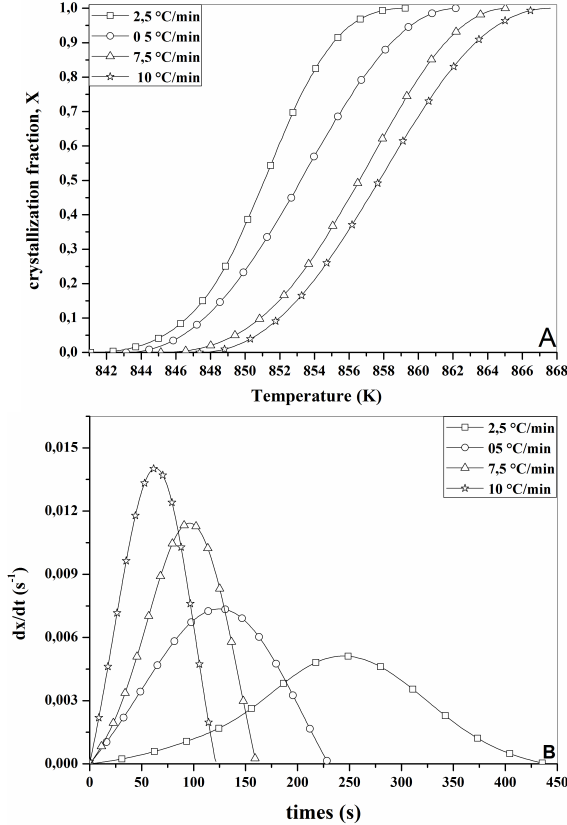 1,0
0,9
0,8
0,7
0,6
0,5
0,4
0,3
0,2
0,1
0,0
crystallization fraction, X
2,5 °C/min
0 5 °C/min
7,5 °C/min
10 °C/min
A
842 844 846 848 850 852 854 856 858 860 862 864 866 868
Temperature (K)
0,015
0,012
0,009
0,006
0,003
0,000
dx/dt (s-1)
2,5 °C/min
05 °C/min
7,5 °C/min
10 °C/min
B
0 50 100 150 200 250 300 350 400 450
times (s)